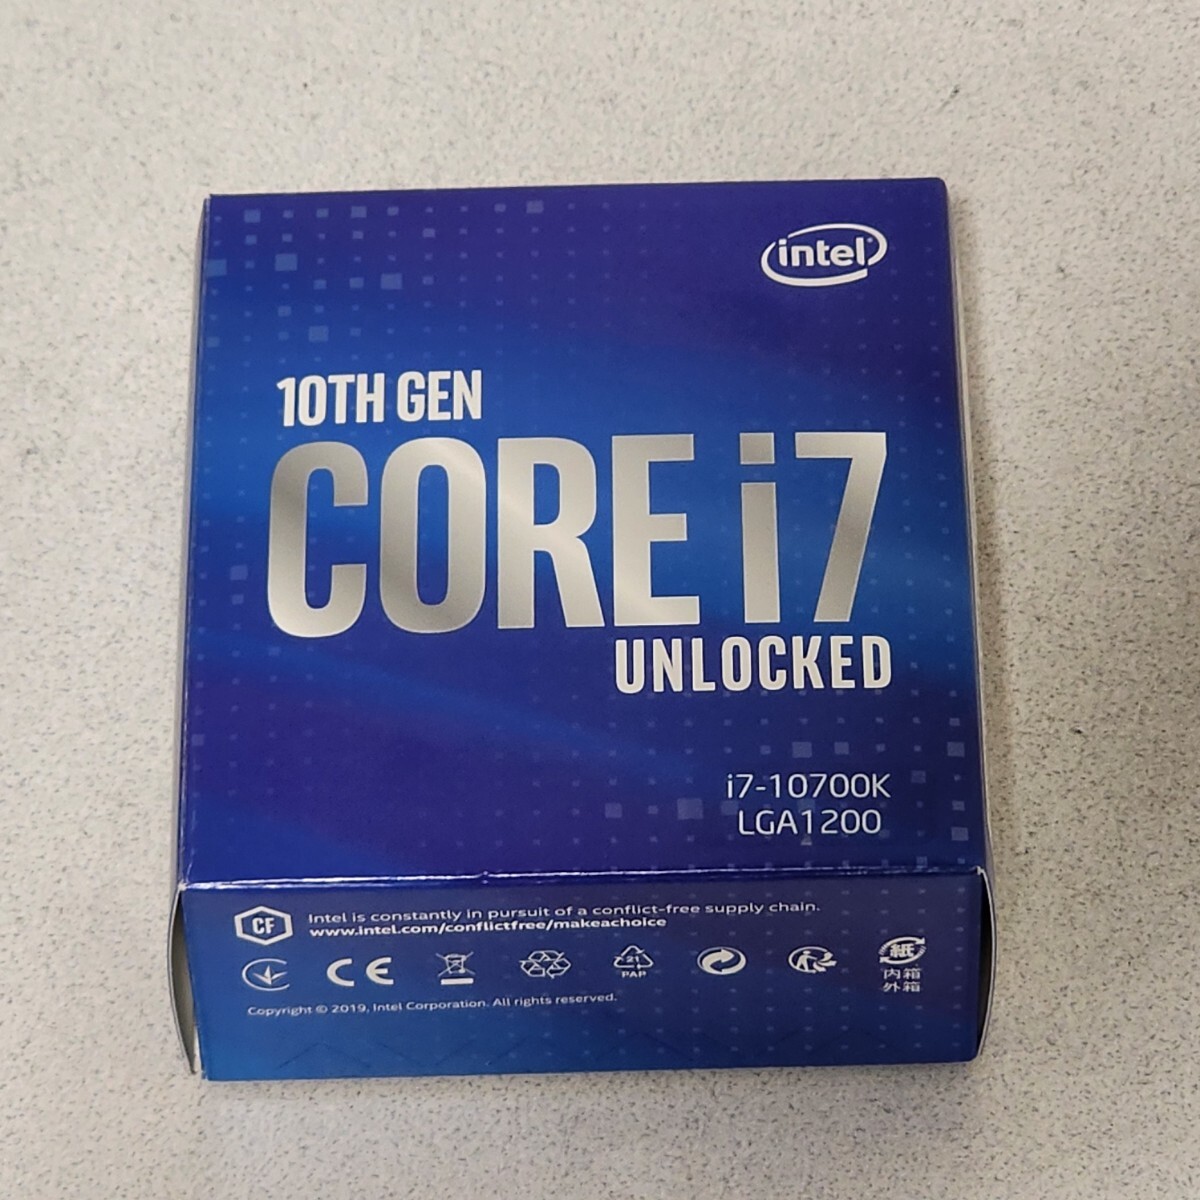 intel®
10TH GEN
CORE i7
UNLOCKED
i7-10700K
LGA1200
CF
Intel is constantly in pursuit of a conflict-free supply chain.
www.intel.com/conflictfree/makeachoice
CE
21
PAP
紙
内箱
外箱
Copyright © 2019, Intel Corporation. All rights reserved.